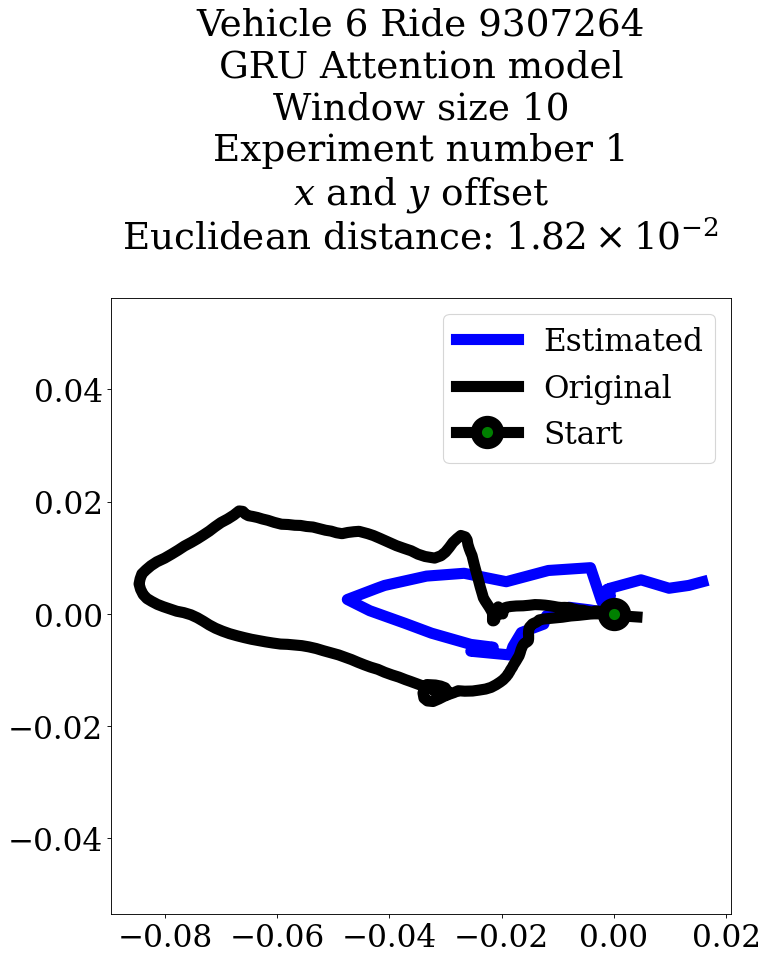 Vehicle 6 Ride 9307264
GRU Attention model
Window size 10
Experiment number 1
x and y offset
Euclidean distance: 1.82 × 10⁻²
Estimated
Original
Start
0.04
0.02
0.00
−0.02
−0.04
−0.08
−0.06
−0.04
−0.02
0.00
0.02